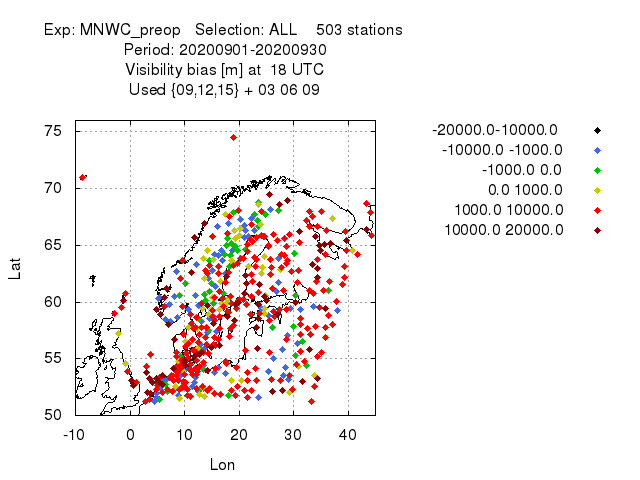 Exp: MNWC_preop Selection: ALL 503 stations
Period: 20200901-20200930
Visibility bias [m] at 18 UTC
Used {09,12,15} + 03 06 09
-20000.0-10000.0
-10000.0 -1000.0
-1000.0 0.0
0.0 1000.0
1000.0 10000.0
10000.0 20000.0
75
70
65
60
55
50
Lat
-10 0 10 20 30 40
Lon